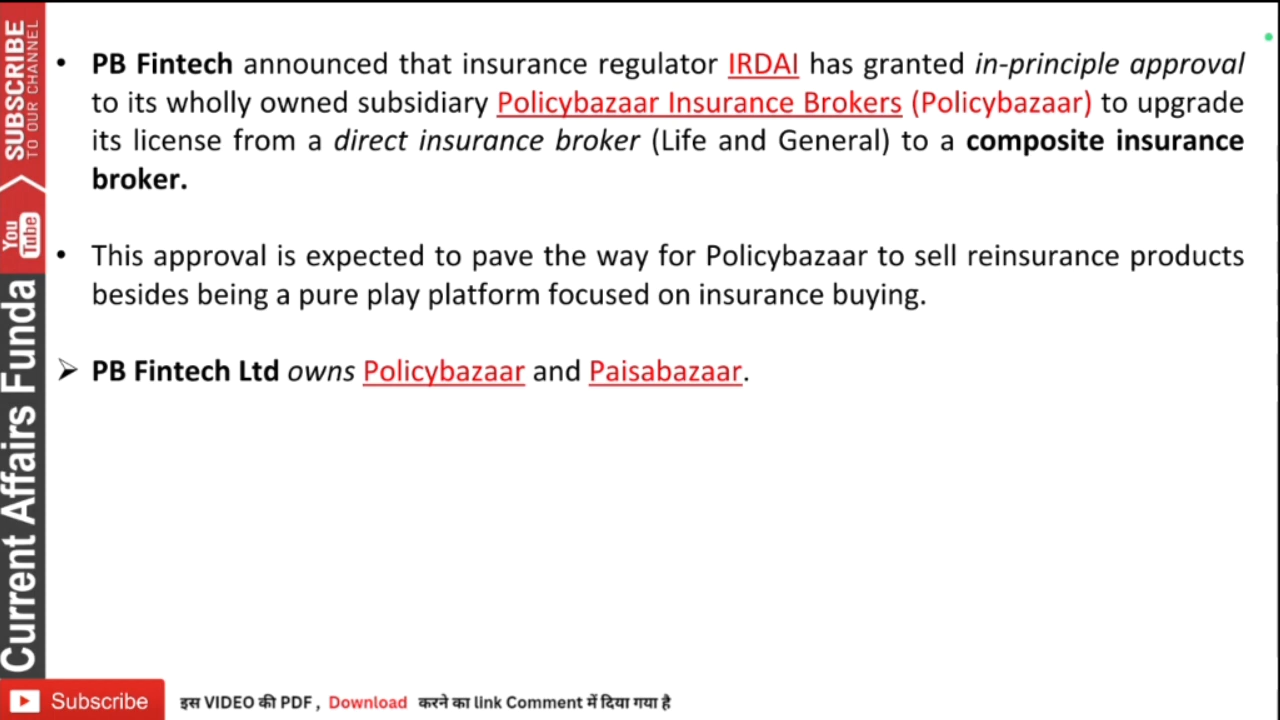 • PB Fintech announced that insurance regulator IRDAI has granted in-principle approval
to its wholly owned subsidiary Policybazaar Insurance Brokers (Policybazaar) to upgrade
its license from a direct insurance broker (Life and General) to a composite insurance
broker.
• This approval is expected to pave the way for Policybazaar to sell reinsurance products
besides being a pure play platform focused on insurance buying.
➢ PB Fintech Ltd owns Policybazaar and Paisabazaar.
SUBSCRIBE
TO OUR CHANNEL
You
Tube
Current Affairs Funda
Subscribe
इस VIDEO की PDF , Download करने का link Comment में दिया गया है